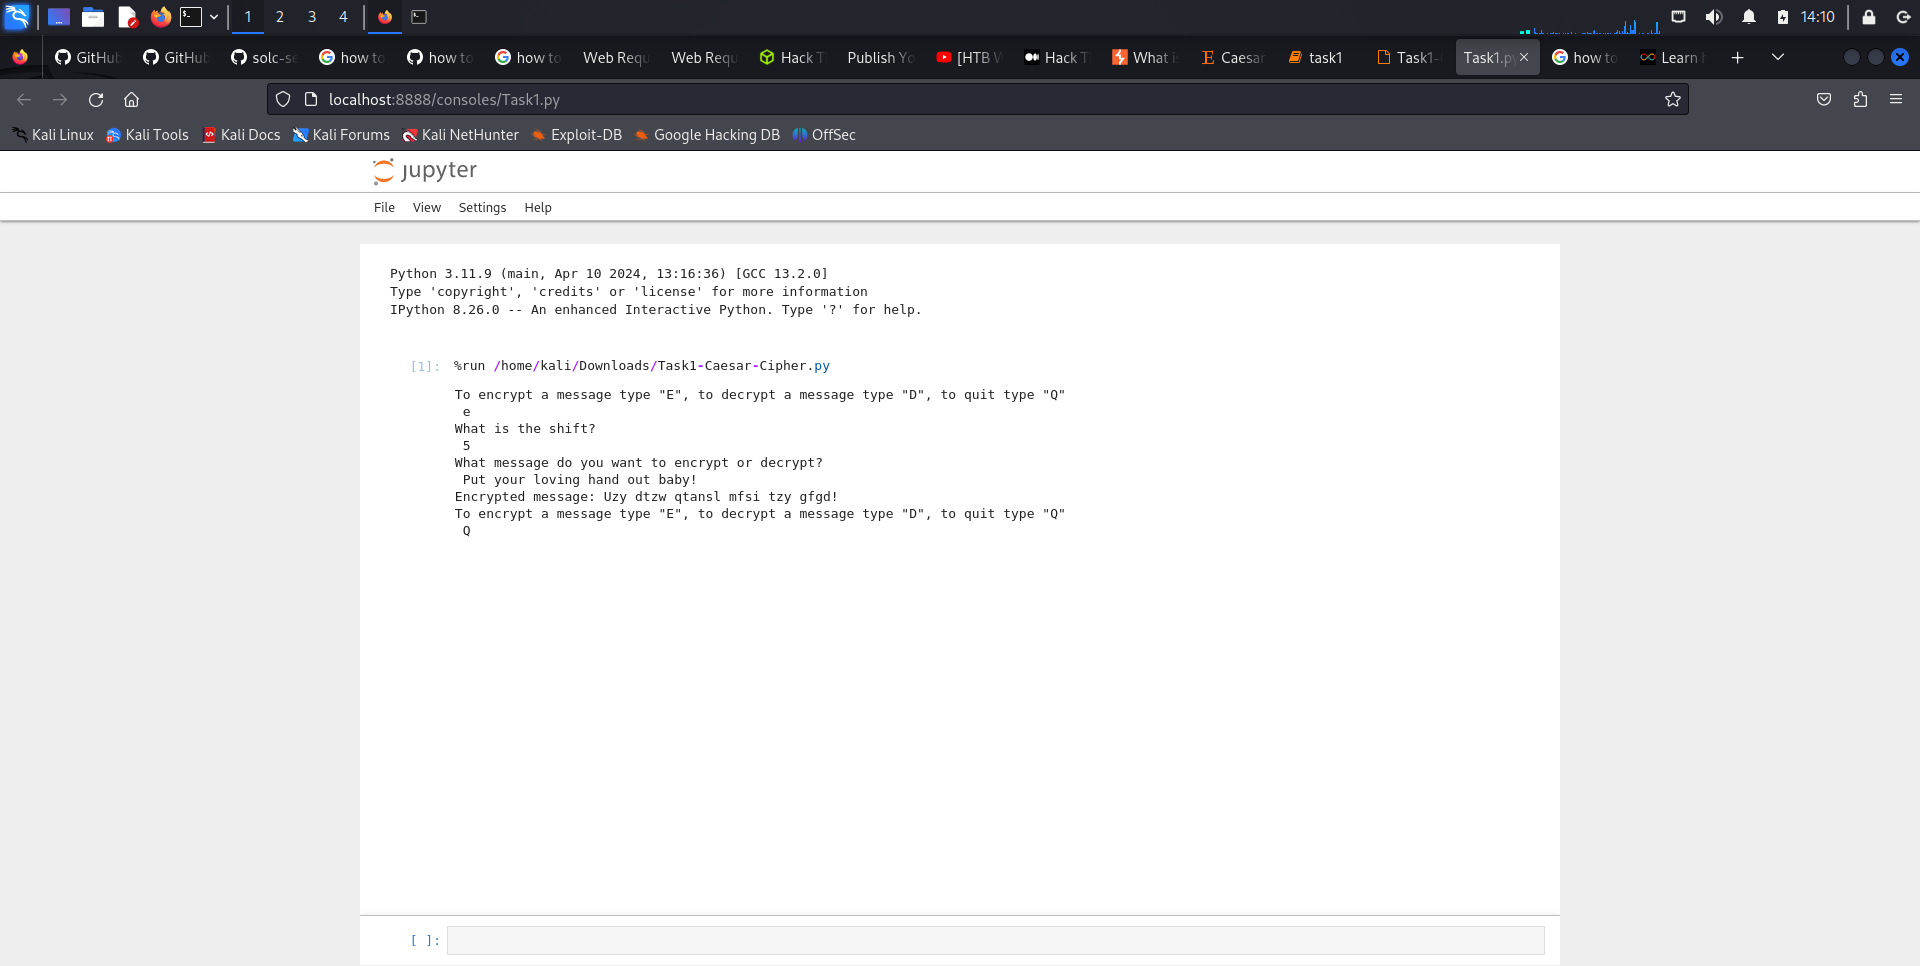 1 2 3 4 14:10
GitHub GitHub solc-se how to how to how to Web Requ Web Requ Hack T Publish Yo [HTB W Hack T What is Caesar task1 Task1- Task1.p how to Learn
localhost:8888/consoles/Task1.py
Kali Linux Kali Tools Kali Docs Kali Forums Kali NetHunter Exploit-DB Google Hacking DB OffSec
jupyter
File View Settings Help
Python 3.11.9 (main, Apr 10 2024, 13:16:36) [GCC 13.2.0]
Type 'copyright', 'credits' or 'license' for more information
IPython 8.26.0 -- An enhanced Interactive Python. Type '?' for help.
[1]: %run /home/kali/Downloads/Task1-Caesar-Cipher.py
To encrypt a message type "E", to decrypt a message type "D", to quit type "Q"
e
What is the shift?
5
What message do you want to encrypt or decrypt?
Put your loving hand out baby!
Encrypted message: Uzy dtzw qtansl mfsi tzy gfgd!
To encrypt a message type "E", to decrypt a message type "D", to quit type "Q"
Q
[ ]: